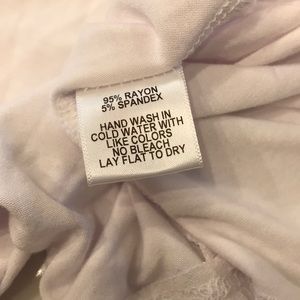 95% RAYON
5% SPANDEX
HAND WASH IN
COLD WATER WITH
LIKE COLORS
NO BLEACH
LAY FLAT TO DRY